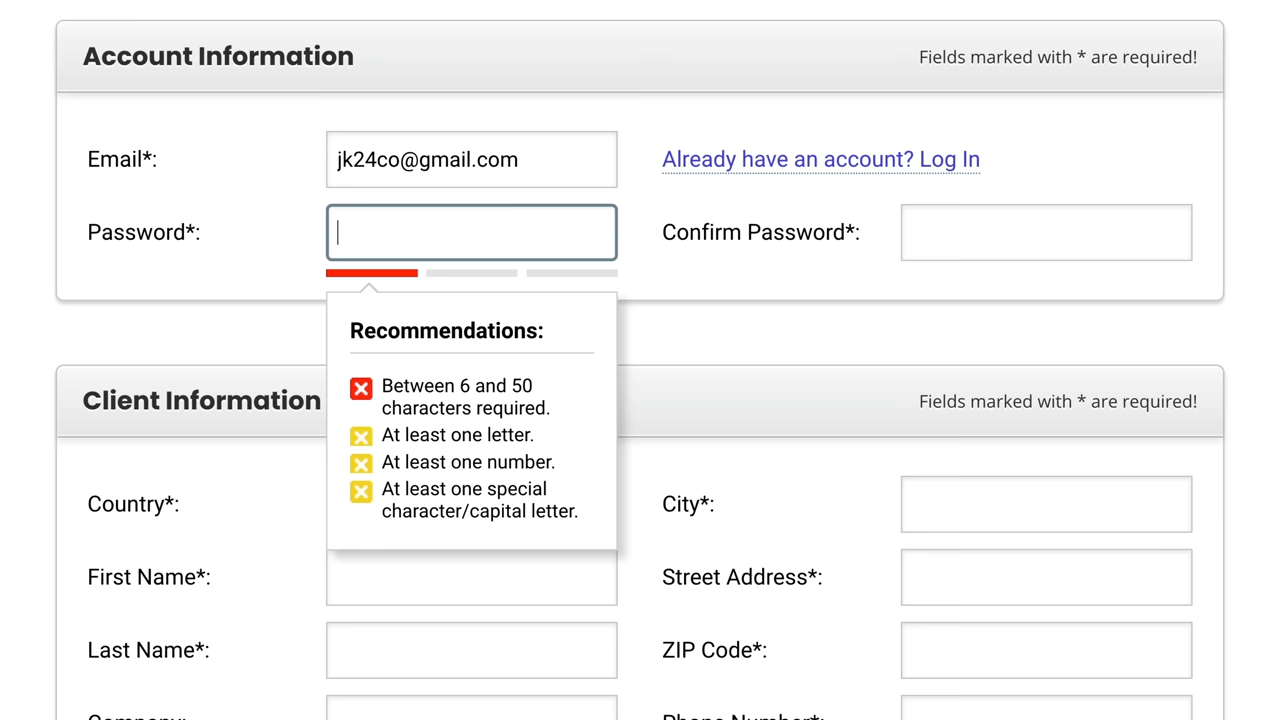 Account Information
Fields marked with * are required!
Email*:
jk24co@gmail.com
Already have an account? Log In
Password*:
Confirm Password*:
Recommendations:
Between 6 and 50
characters required.
At least one letter.
At least one number.
At least one special
character/capital letter.
Client Information
Fields marked with * are required!
Country*:
City*:
First Name*:
Street Address*:
Last Name*:
ZIP Code*:
Company:
Phone Number*: